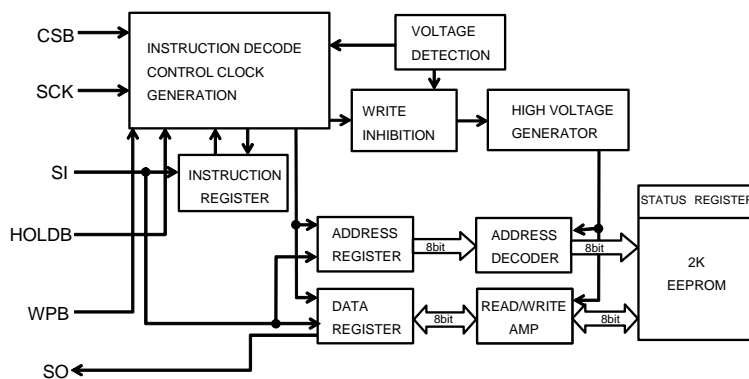 CSB
SCK
SI
HOLDB
WPB
SO
INSTRUCTION DECODE
CONTROL CLOCK
GENERATION
VOLTAGE
DETECTION
WRITE
INHIBITION
HIGH VOLTAGE
GENERATOR
INSTRUCTION
REGISTER
ADDRESS
REGISTER
8bit
ADDRESS
DECODER
8bit
DATA
REGISTER
8bit
READ/WRITE
AMP
8bit
STATUS REGISTER
2K
EEPROM